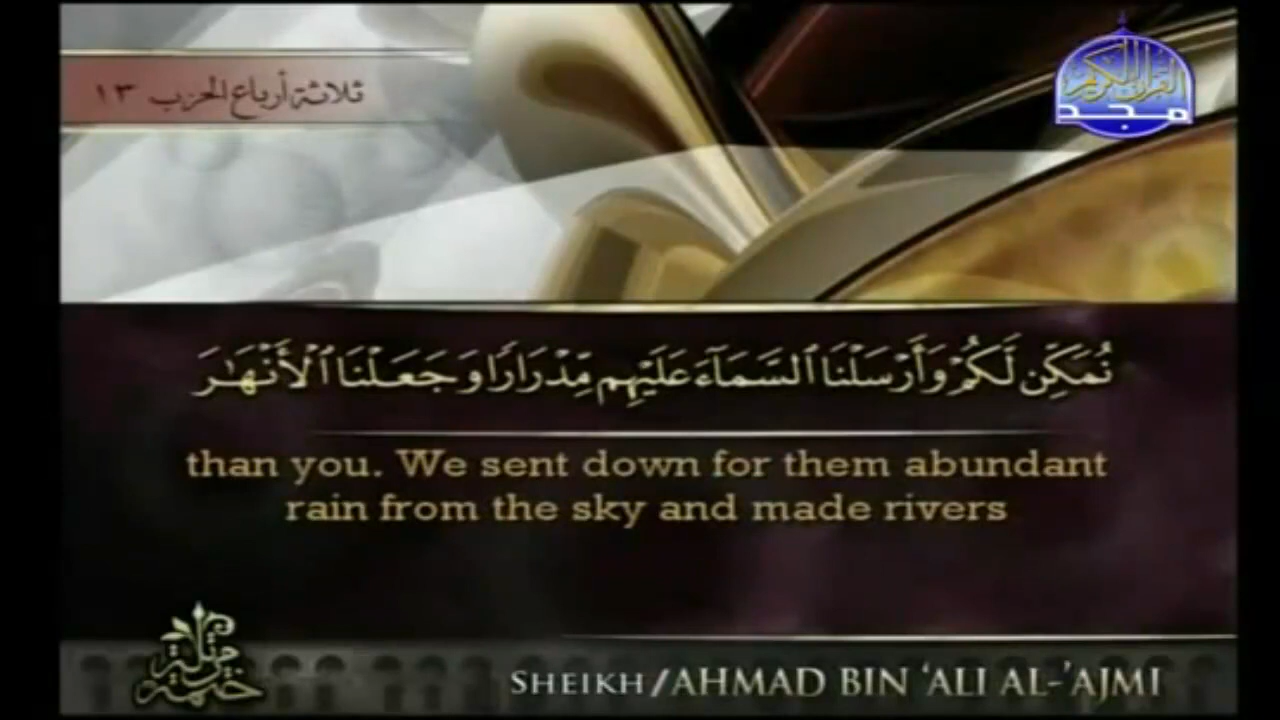 ثلاثة أرباع الحزب ١٣
القرآن الكريم
مجد
نُمَكِّن لَّكُمْ وَأَرْسَلْنَا ٱلسَّمَآءَ عَلَيْهِم مِّدْرَارًا وَجَعَلْنَا ٱلْأَنْهَٰرَ
than you. We sent down for them abundant
rain from the sky and made rivers
ختمة مرتلة
SHEIKH/AHMAD BIN ‘ALI AL-’AJMI